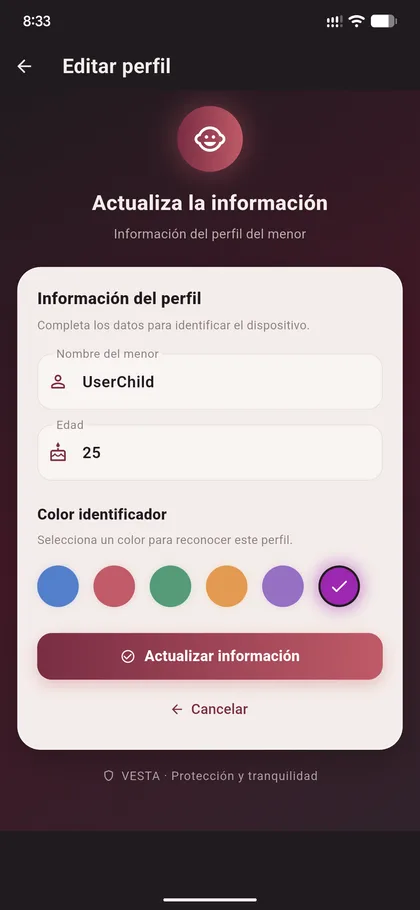 8:33
Editar perfil
Actualiza la información
Información del perfil del menor
Información del perfil
Completa los datos para identificar el dispositivo.
Nombre del menor
UserChild
Edad
25
Color identificador
Selecciona un color para reconocer este perfil.
Actualizar información
Cancelar
VESTA · Protección y tranquilidad